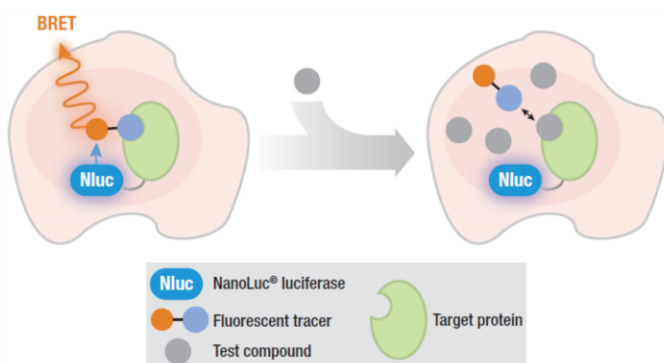 BRET
Nluc
Nluc
Nluc NanoLuc® luciferase
Fluorescent tracer
Test compound
Target protein